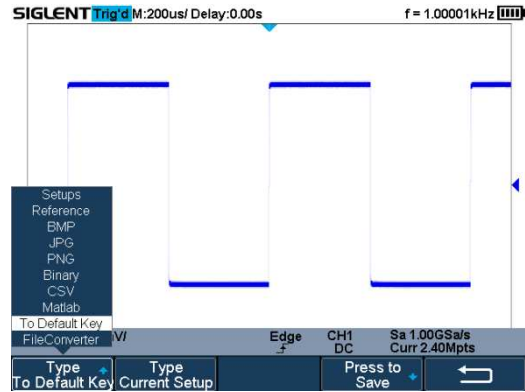 SIGLENT Trig'd M:200us/ Delay:0.00s f = 1.00001kHz
Setups
Reference
BMP
JPG
PNG
Binary
CSV
Matlab
To Default Key
FileConverter V/ Edge CH1 Sa 1.00GSa/s
DC Curr 2.40Mpts
Type Type Press to
To Default Key Current Setup Save